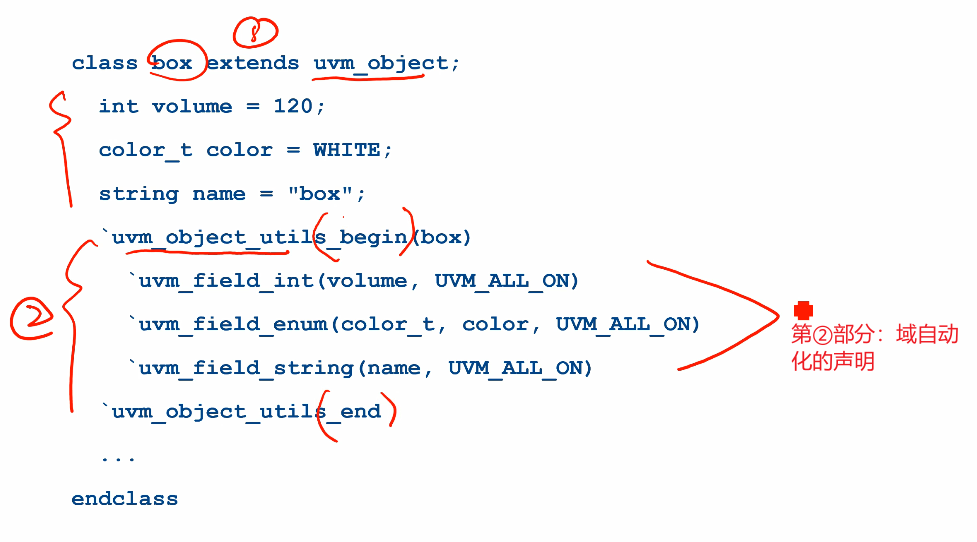 ①
class box extends uvm_object;
int volume = 120;
color_t color = WHITE;
string name = "box";
`uvm_object_utils_begin(box)
`uvm_field_int(volume, UVM_ALL_ON)
②
`uvm_field_enum(color_t, color, UVM_ALL_ON)
第②部分：域自动
化的声明
`uvm_field_string(name, UVM_ALL_ON)
`uvm_object_utils_end
...
endclass